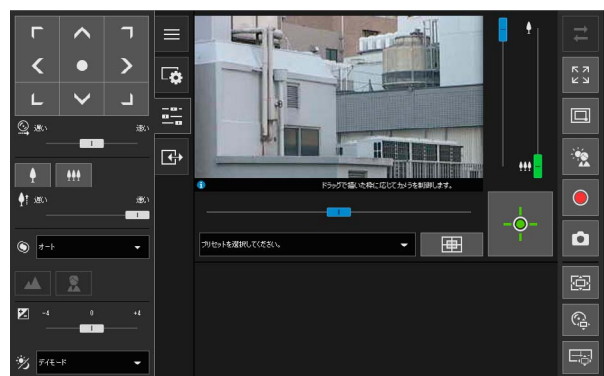 遅い 速い
遅い 速い
オート
-4 0 +4
デイモード
ドラッグで描いた枠に応じてカメラを制御します。
プリセットを選択してください。